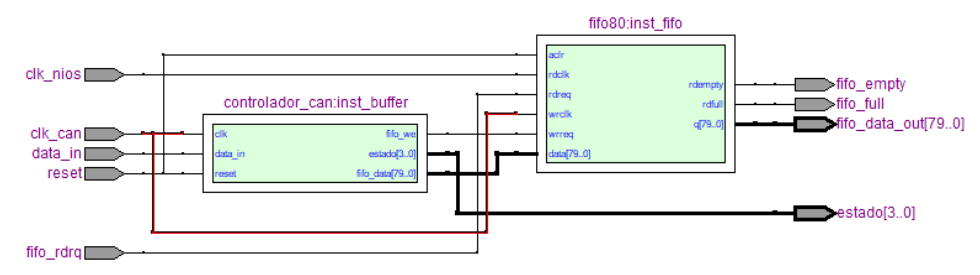 fifo80:inst_fifo
clk_nios
aclr
rdclk
rdreq
wrclk
wrreq
data[79..0]
rdempty
rdfull
q[79..0]
fifo_empty
fifo_full
fifo_data_out[79..0]
controlador_can:inst_buffer
clk_can
data_in
reset
clk
data_in
reset
fifo_we
estado[3..0]
fifo_data[79..0]
estado[3..0]
fifo_rdrq